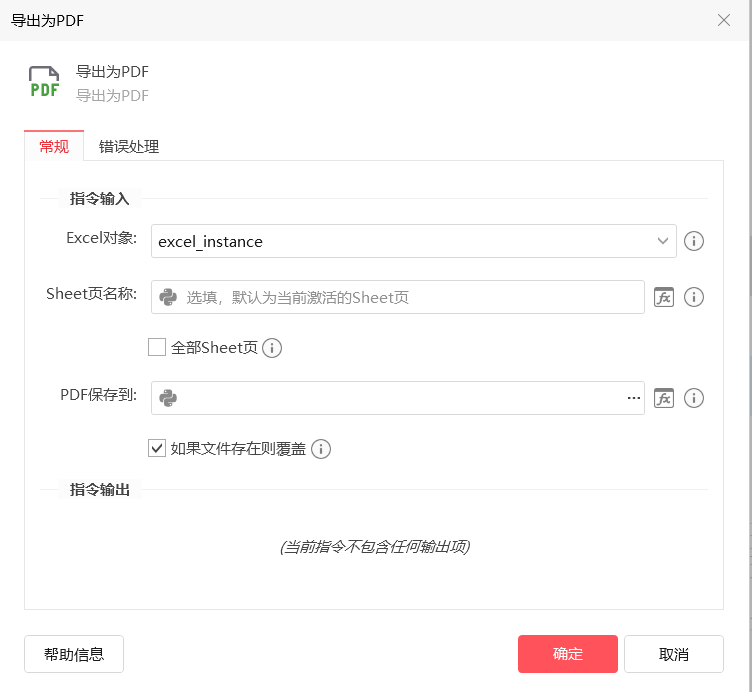 导出为PDF
PDF
导出为PDF
导出为PDF
常规 错误处理
指令输入
Excel对象: excel_instance
Sheet页名称: 选填，默认为当前激活的Sheet页 fx
全部Sheet页
PDF保存到: ... fx
如果文件存在则覆盖
指令输出
(当前指令不包含任何输出项)
帮助信息 确定 取消